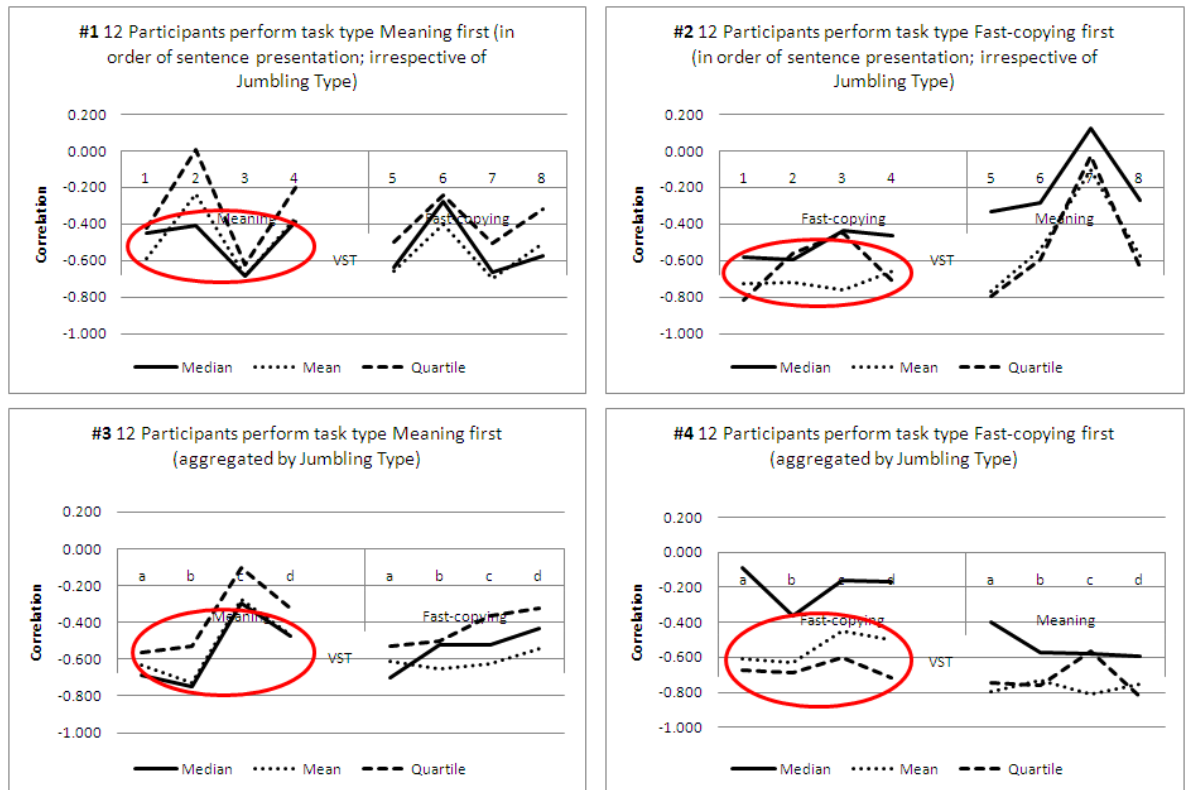 #1 12 Participants perform task type Meaning first (in
order of sentence presentation; irrespective of
Jumbling Type)
0.200
0.000
-0.200
-0.400
-0.600
-0.800
-1.000
Correlation
1 2 3 4 5 6 7 8
Meaning Fast-copying
VST
Median Mean Quartile
#2 12 Participants perform task type Fast-copying first
(in order of sentence presentation; irrespective of
Jumbling Type)
0.200
0.000
-0.200
-0.400
-0.600
-0.800
-1.000
Correlation
1 2 3 4 5 6 7 8
Fast-copying Meaning
VST
Median Mean Quartile
#3 12 Participants perform task type Meaning first
(aggregated by Jumbling Type)
0.200
0.000
-0.200
-0.400
-0.600
-0.800
-1.000
Correlation
a b c d a b c d
Meaning Fast-copying
VST
Median Mean Quartile
#4 12 Participants perform task type Fast-copying first
(aggregated by Jumbling Type)
0.200
0.000
-0.200
-0.400
-0.600
-0.800
-1.000
Correlation
a b c d a b c d
Fast-copying Meaning
VST
Median Mean Quartile